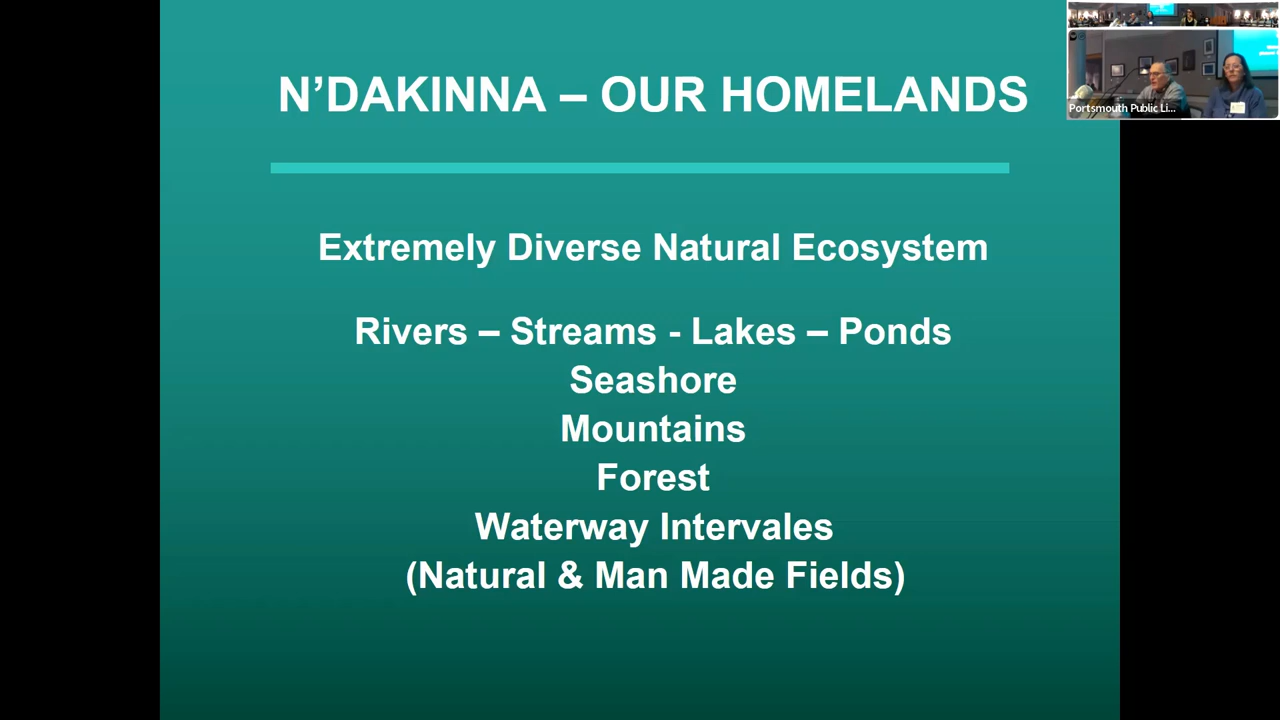 N’DAKINNA – OUR HOMELANDS
Extremely Diverse Natural Ecosystem
Rivers – Streams - Lakes – Ponds
Seashore
Mountains
Forest
Waterway Intervales
(Natural & Man Made Fields)
Portsmouth Public Li...